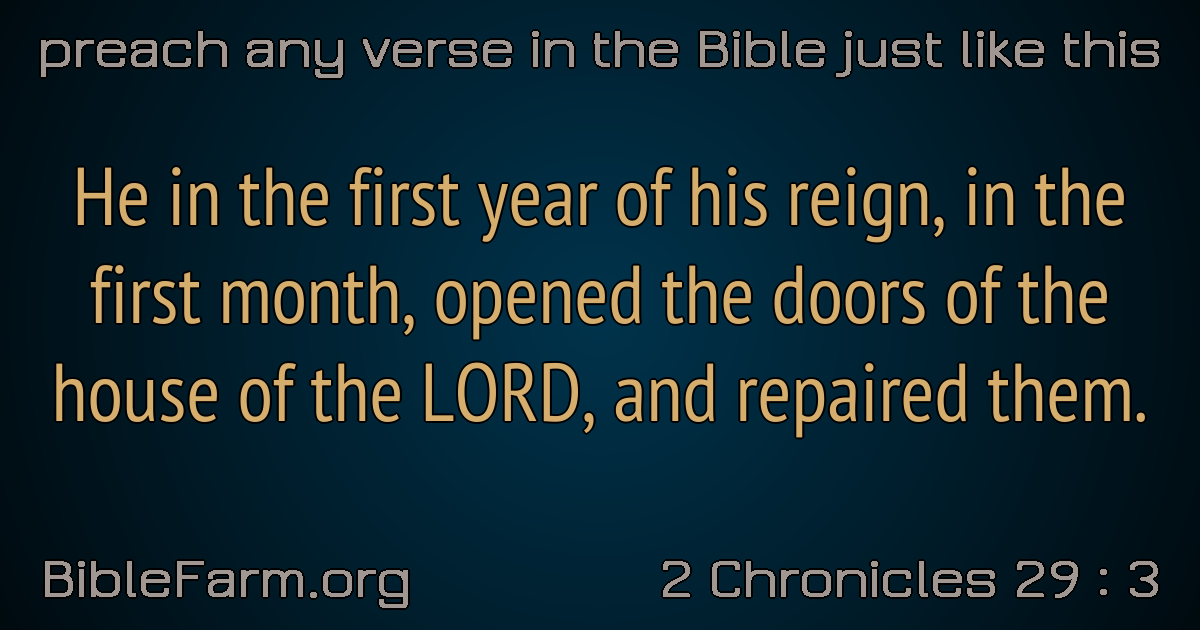 preach any verse in the Bible just like this
He in the first year of his reign, in the
first month, opened the doors of the
house of the LORD, and repaired them.
BibleFarm.org
2 Chronicles 29 : 3